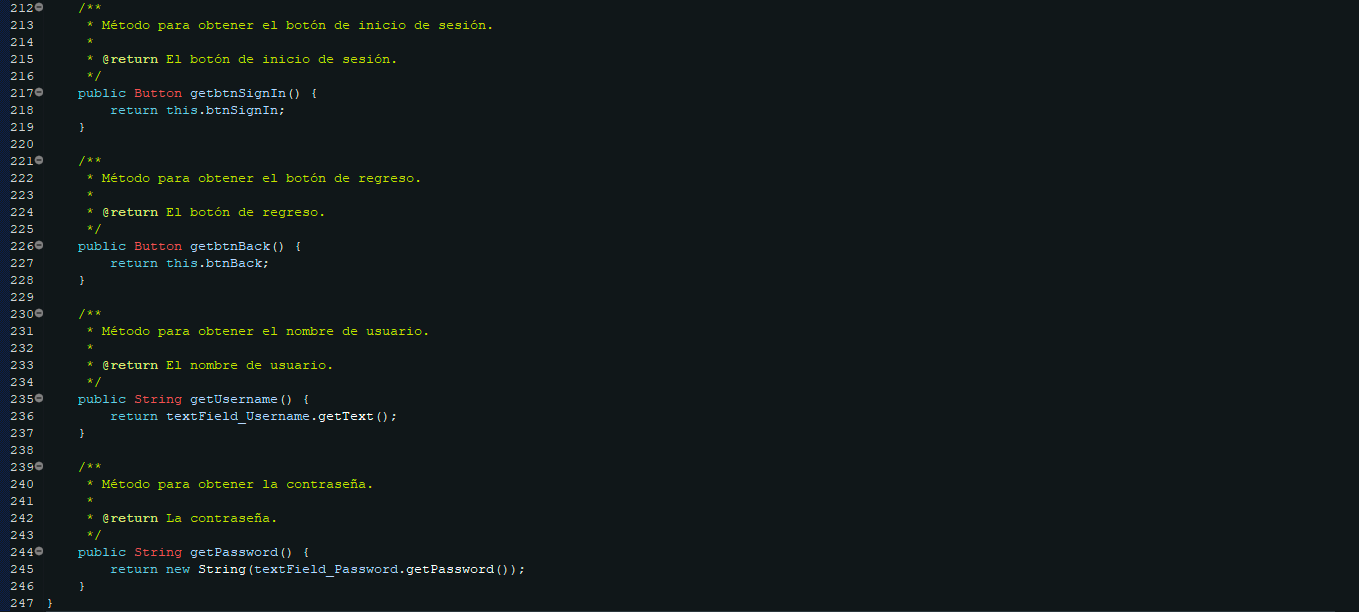 212 /**
213 * Método para obtener el botón de inicio de sesión.
214 *
215 * @return El botón de inicio de sesión.
216 */
217 public Button getbtnSignIn() {
218 return this.btnSignIn;
219 }
220
221 /**
222 * Método para obtener el botón de regreso.
223 *
224 * @return El botón de regreso.
225 */
226 public Button getbtnBack() {
227 return this.btnBack;
228 }
229
230 /**
231 * Método para obtener el nombre de usuario.
232 *
233 * @return El nombre de usuario.
234 */
235 public String getUsername() {
236 return textField_Username.getText();
237 }
238
239 /**
240 * Método para obtener la contraseña.
241 *
242 * @return La contraseña.
243 */
244 public String getPassword() {
245 return new String(textField_Password.getPassword());
246 }
247 }